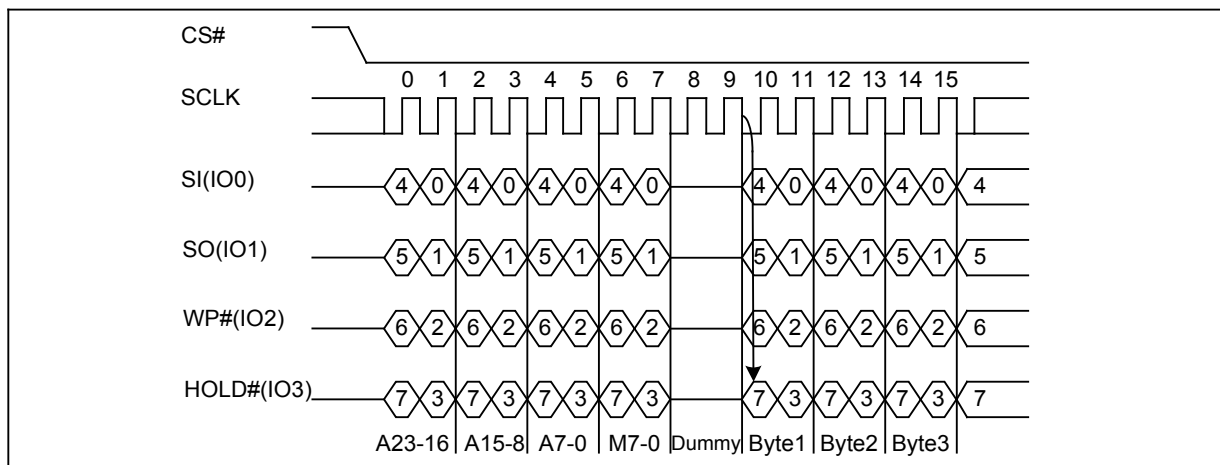 CS#
0 1 2 3 4 5 6 7 8 9 10 11 12 13 14 15
SCLK
SI(IO0) 4 0 4 0 4 0 4 0 4 0 4 0 4 0 4
SO(IO1) 5 1 5 1 5 1 5 1 5 1 5 1 5 1 5
WP#(IO2) 6 2 6 2 6 2 6 2 6 2 6 2 6 2 6
HOLD#(IO3) 7 3 7 3 7 3 7 3 7 3 7 3 7 3 7
A23-16 A15-8 A7-0 M7-0 Dummy Byte1 Byte2 Byte3